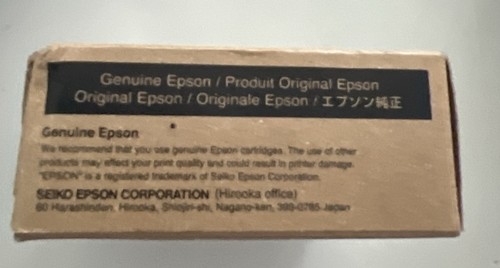 Genuine Epson / Produit Original Epson
Original Epson / Originale Epson / エプソン純正
Genuine Epson
We recommend that you use genuine Epson cartridges. The use of other
products may affect your print quality and could result in printer damage.
"EPSON" is a registered trademark of Seiko Epson Corporation.
SEIKO EPSON CORPORATION (Hirooka office)
80 Harashinden, Hirooka, Shiojiri-shi, Nagano-ken, 399-0785 Japan